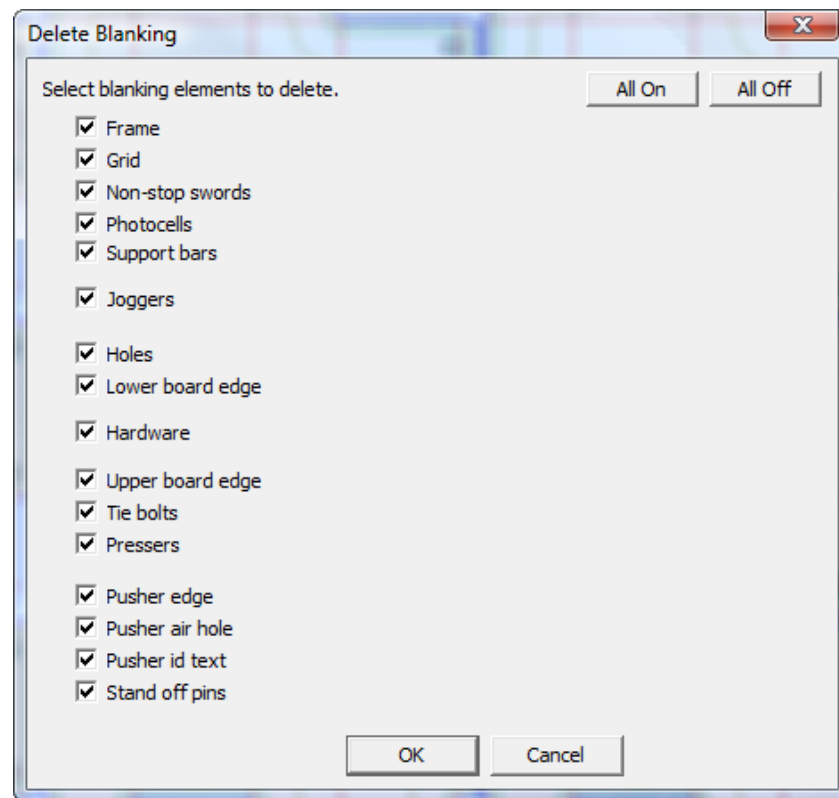 Delete Blanking
Select blanking elements to delete.
All On
All Off
Frame
Grid
Non-stop swords
Photocells
Support bars
Joggers
Holes
Lower board edge
Hardware
Upper board edge
Tie bolts
Pressers
Pusher edge
Pusher air hole
Pusher id text
Stand off pins
OK
Cancel